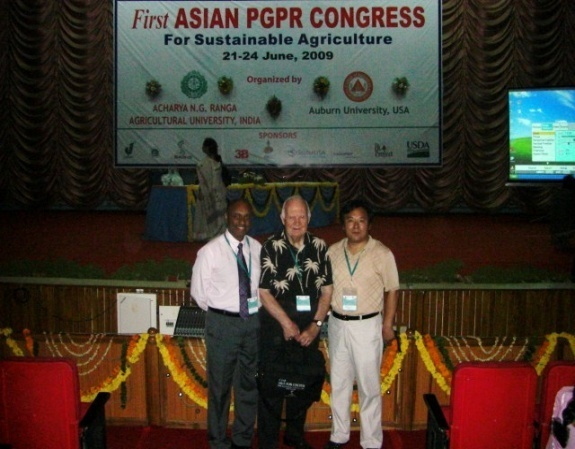 First ASIAN PGPR CONGRESS
For Sustainable Agriculture
21-24 June, 2009
Organized by
ACHARYA N.G. RANGA
AGRICULTURAL UNIVERSITY, INDIA
Auburn University, USA
SPONSORS
3B
USDA